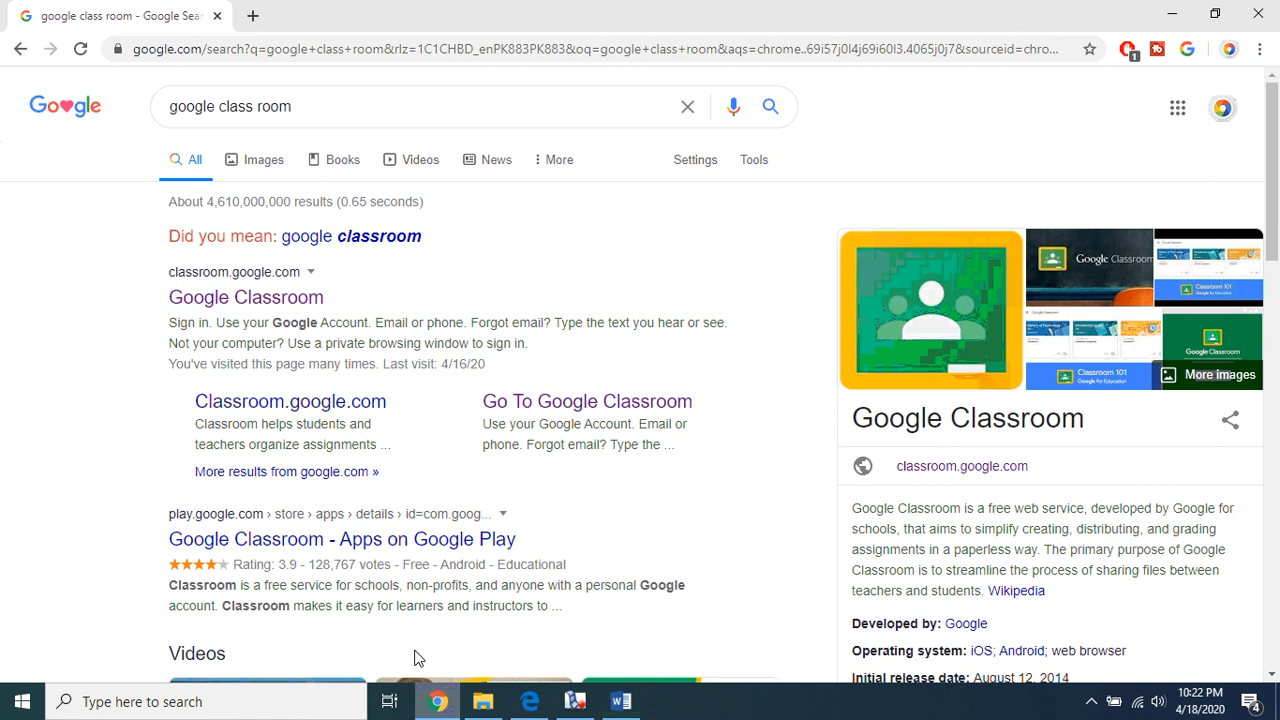 google class room - Google Sea
google.com/search?q=google+class+room&rlz=1C1CHBD_enPK883PK883&oq=google+class+room&aqs=chrome..69i57j0l4j69i60l3.4065j0j7&sourceid=chro...
1
Go gle
google class room
All
Images
Books
Videos
News
More
Settings
Tools
About 4,610,000,000 results (0.65 seconds)
Did you mean: google classroom
classroom.google.com
Google Classroom
Sign in. Use your Google Account. Email or phone. Forgot email? Type the text you hear or see.
Not your computer? Use a private browsing window to sign in.
You've visited this page many times. Last visit: 4/16/20
Classroom.google.com
Classroom helps students and
teachers organize assignments ...
Go To Google Classroom
Use your Google Account. Email or
phone. Forgot email? Type the ...
More results from google.com »
play.google.com › store › apps › details › id=com.goog...
Google Classroom - Apps on Google Play
Rating: 3.9 - 128,767 votes - Free - Android - Educational
Classroom is a free service for schools, non-profits, and anyone with a personal Google
account. Classroom makes it easy for learners and instructors to ...
Videos
Google Classroom
Classroom 101
Google for Education
Classroom 101
Google for Education
Google Classroom
More images
Google Classroom
classroom.google.com
Google Classroom is a free web service, developed by Google for
schools, that aims to simplify creating, distributing, and grading
assignments in a paperless way. The primary purpose of Google
Classroom is to streamline the process of sharing files between
teachers and students. Wikipedia
Developed by: Google
Operating system: iOS; Android; web browser
Initial release date: August 12, 2014
Type here to search
10:22 PM
4/18/2020
4